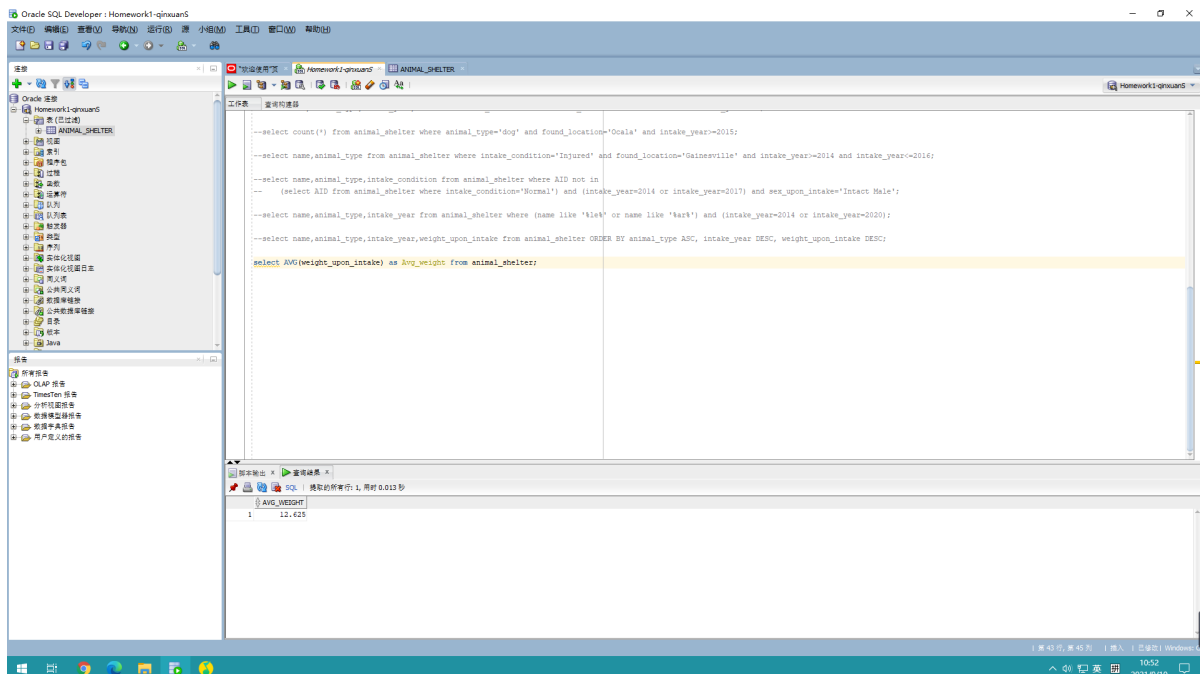 Oracle SQL Developer : Homework1-qinxuanS
文件(F) 编辑(E) 查看(V) 导航(N) 运行(R) 源 小组(M) 工具(T) 窗口(W) 帮助(H)
连接
Oracle 连接
Homework1-qinxuanS
表 (已过滤)
ANIMAL_SHELTER
视图
索引
程序包
过程
函数
运算符
队列
队列表
触发器
类型
序列
实体化视图
实体化视图日志
同义词
公共同义词
数据库链接
公共数据库链接
目录
版本
Java
报告
所有报告
OLAP 报告
TimesTen 报告
分析视图报告
数据模型器报告
数据字典报告
用户定义的报告
"欢迎使用"页 Homework1-qinxuanS ANIMAL_SHELTER
Homework1-qinxuanS
工作表 查询构建器
--select count(*) from animal_shelter where animal_type='dog' and found_location='Ocala' and intake_year>=2015;
--select name,animal_type from animal_shelter where intake_condition='Injured' and found_location='Gainesville' and intake_year>=2014 and intake_year<=2016;
--select name,animal_type,intake_condition from animal_shelter where AID not in
-- (select AID from animal_shelter where intake_condition='Normal') and (intake_year=2014 or intake_year=2017) and sex_upon_intake='Intact Male';
--select name,animal_type,intake_year from animal_shelter where (name like '%le%' or name like '%ar%') and (intake_year=2014 or intake_year=2020);
--select name,animal_type,intake_year,weight_upon_intake from animal_shelter ORDER BY animal_type ASC, intake_year DESC, weight_upon_intake DESC;
select AVG(weight_upon_intake) as Avg_weight from animal_shelter;
脚本输出 x 查询结果 x
SQL | 提取的所有行: 1, 用时 0.013 秒
AVG_WEIGHT
1 12.625
| 第 43 行, 第 45 列 | 插入 | 已修改 | Windows:
英 拼 10:52